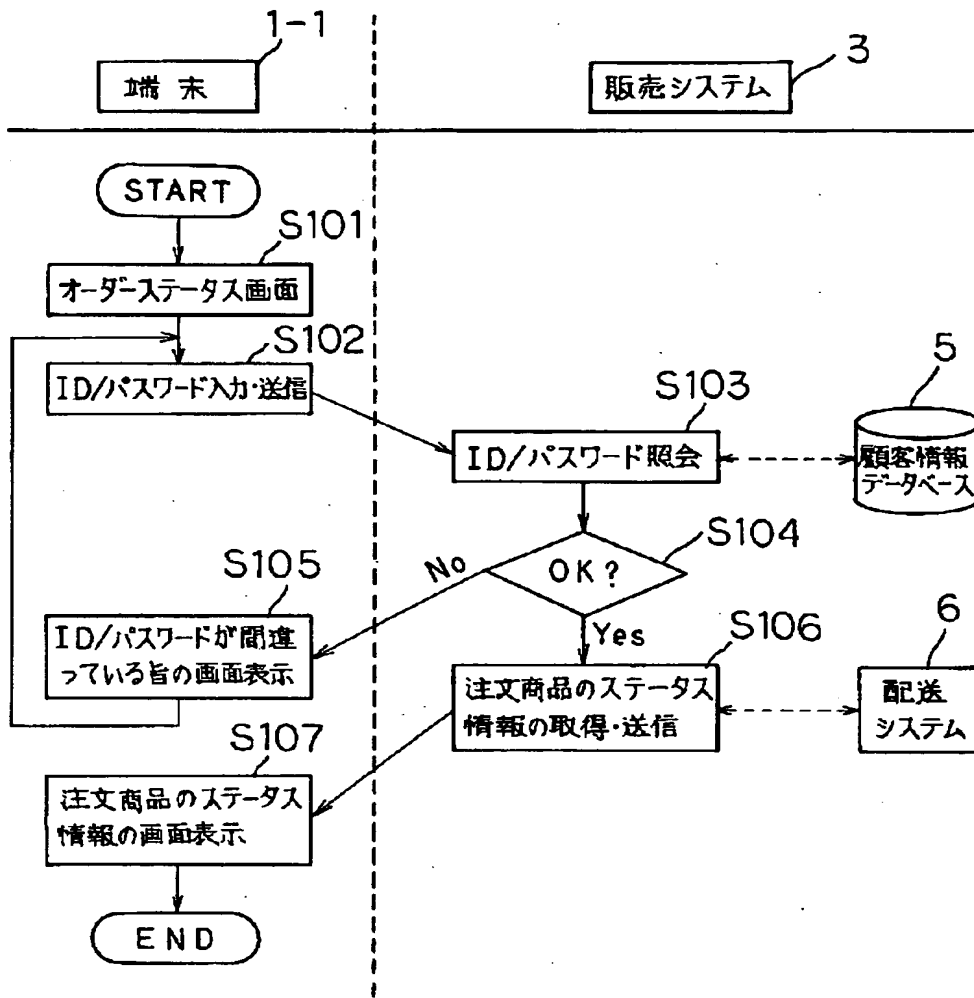 1-1
3
端末
販売システム
START
S101
オーダーステータス画面
S102
ID/パスワード入力・送信
S103
5
ID/パスワード照会
顧客情報
データベース
S104
OK?
No
S105
Yes
ID/パスワードが間違
っている旨の画面表示
S106
6
注文商品のステータス
情報の取得・送信
配送
システム
S107
注文商品のステータス
情報の画面表示
END